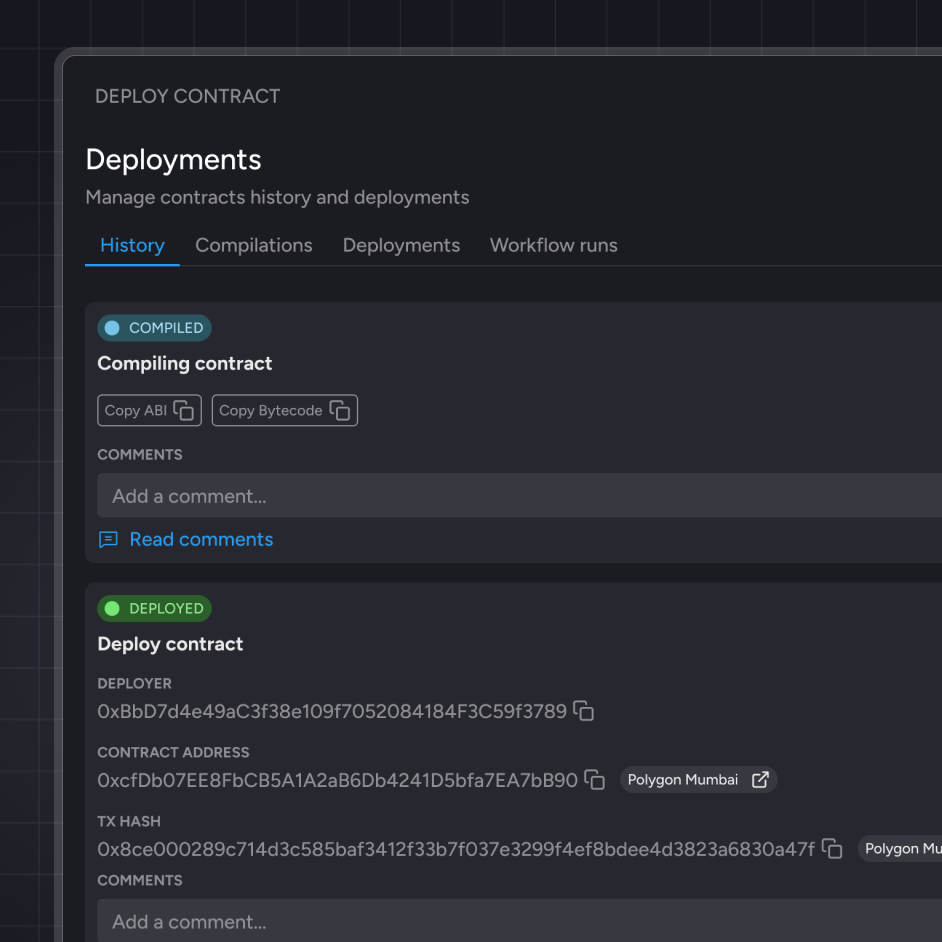 DEPLOY CONTRACT
Deployments
Manage contracts history and deployments
History Compilations Deployments Workflow runs
COMPILED
Compiling contract
Copy ABI Copy Bytecode
COMMENTS
Add a comment...
Read comments
DEPLOYED
Deploy contract
DEPLOYER
0xBbD7d4e49aC3f38e109f7052084184F3C59f3789
CONTRACT ADDRESS
0xcfDb07EE8FbCB5A1A2aB6Db4241D5bfa7EA7bB90 Polygon Mumbai
TX HASH
0x8ce000289c714d3c585baf3412f33b7f037e3299f4ef8bdee4d3823a6830a47f Polygon Mu
COMMENTS
Add a comment...